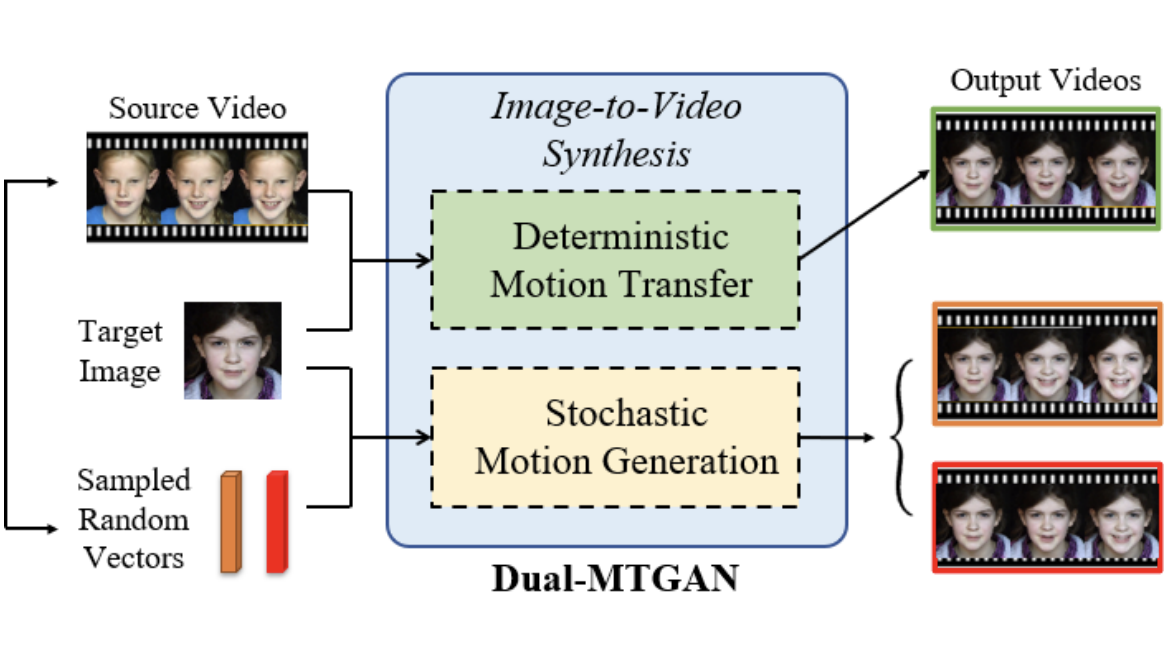 Source Video
Target
Image
Sampled
Random
Vectors
Image-to-Video
Synthesis
Deterministic
Motion Transfer
Stochastic
Motion Generation
Dual-MTGAN
Output Videos